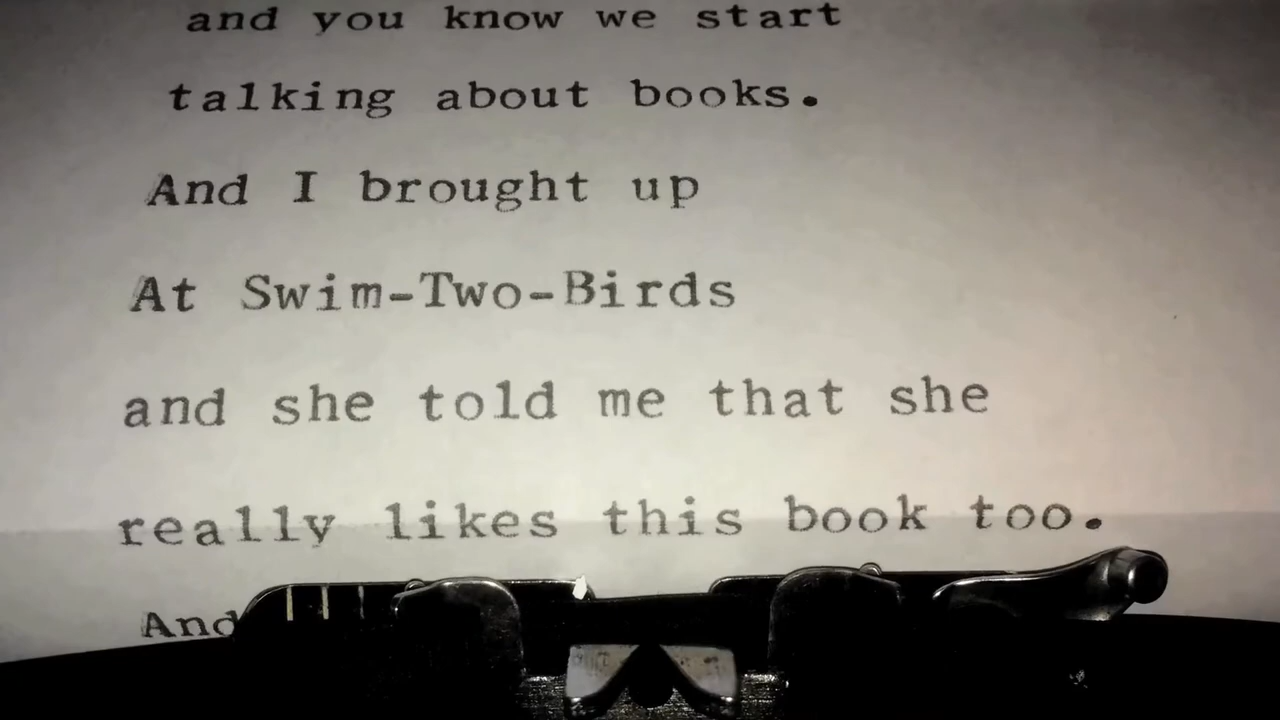 and you know we start
talking about books.
And I brought up
At Swim-Two-Birds
and she told me that she
really likes this book too.
And